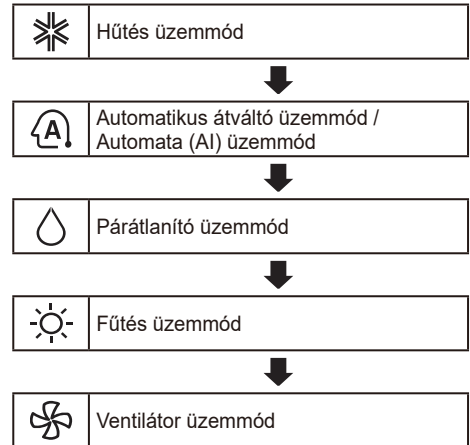 Hűtés üzemmód
A
Automatikus átváltó üzemmód /
Automata (AI) üzemmód
Párátlanító üzemmód
Fűtés üzemmód
Ventilátor üzemmód